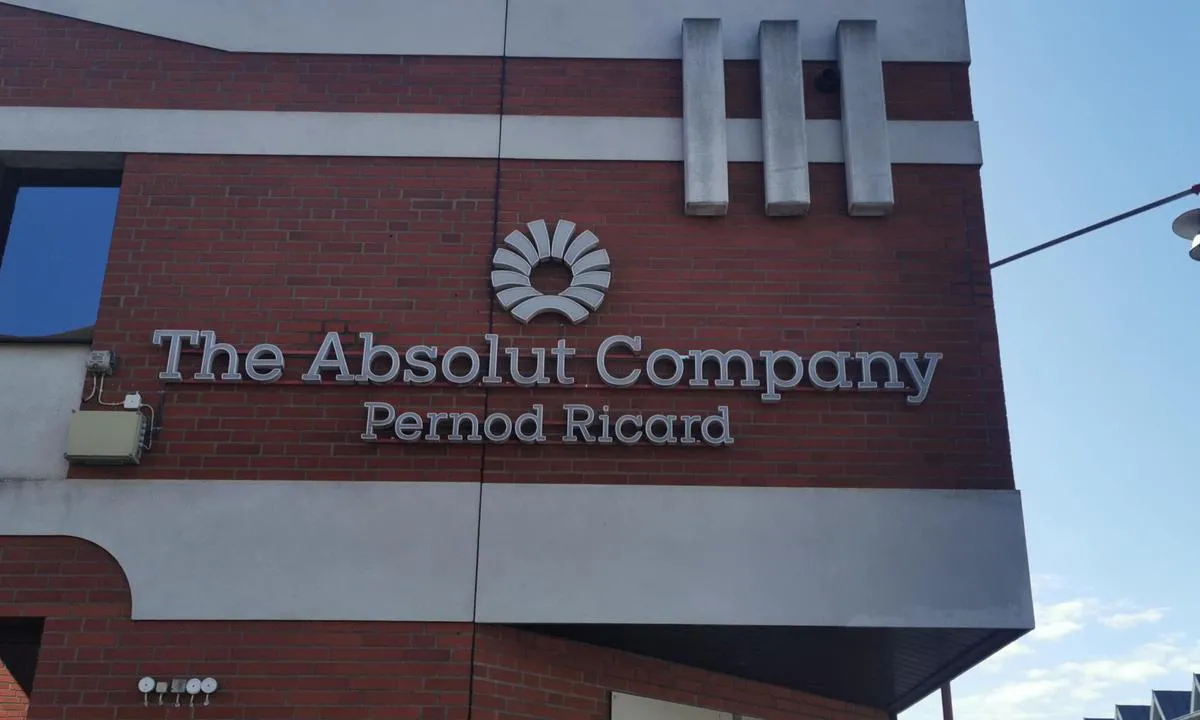 The Absolut Company
Pernod Ricard